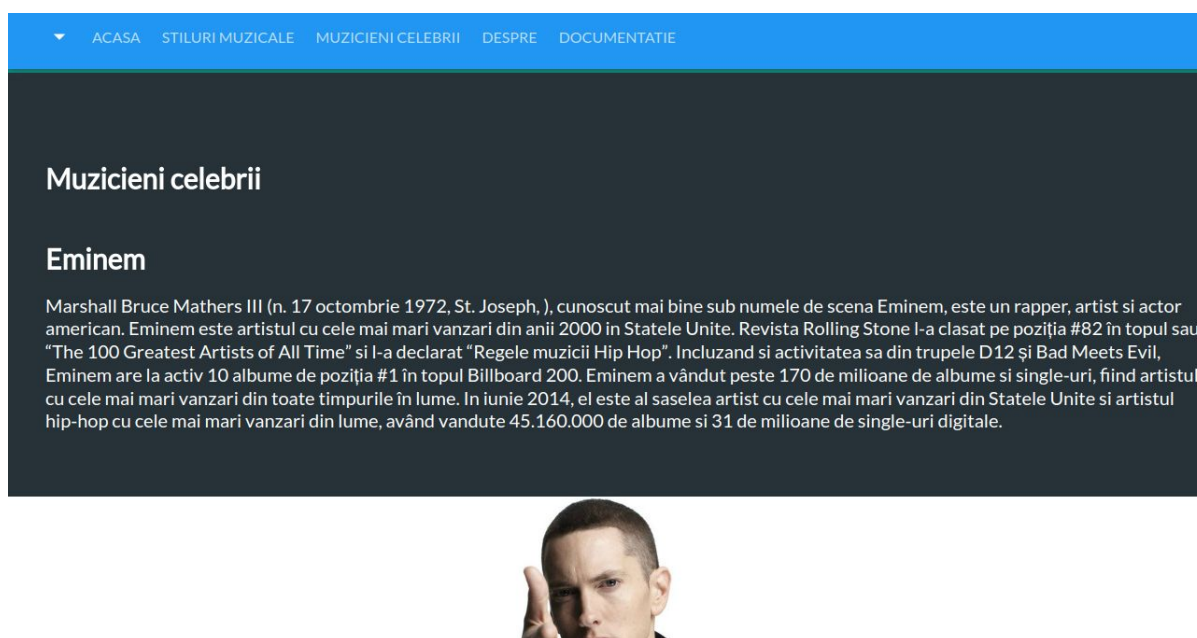 ACASA STILURI MUZICALE MUZICIENI CELEBRII DESPRE DOCUMENTATIE
Muzicieni celebrii
Eminem
Marshall Bruce Mathers III (n. 17 octombrie 1972, St. Joseph, ), cunoscut mai bine sub numele de scena Eminem, este un rapper, artist si actor
american. Eminem este artistul cu cele mai mari vanzari din anii 2000 in Statele Unite. Revista Rolling Stone l-a clasat pe poziția #82 în topul sau
“The 100 Greatest Artists of All Time” si l-a declarat “Regele muzicii Hip Hop”. Incluzand si activitatea sa din trupele D12 și Bad Meets Evil,
Eminem are la activ 10 albume de poziția #1 în topul Billboard 200. Eminem a vândut peste 170 de milioane de albume si single-uri, fiind artistul
cu cele mai mari vanzari din toate timpurile în lume. In iunie 2014, el este al saselea artist cu cele mai mari vanzari din Statele Unite si artistul
hip-hop cu cele mai mari vanzari din lume, având vandute 45.160.000 de albume si 31 de milioane de single-uri digitale.